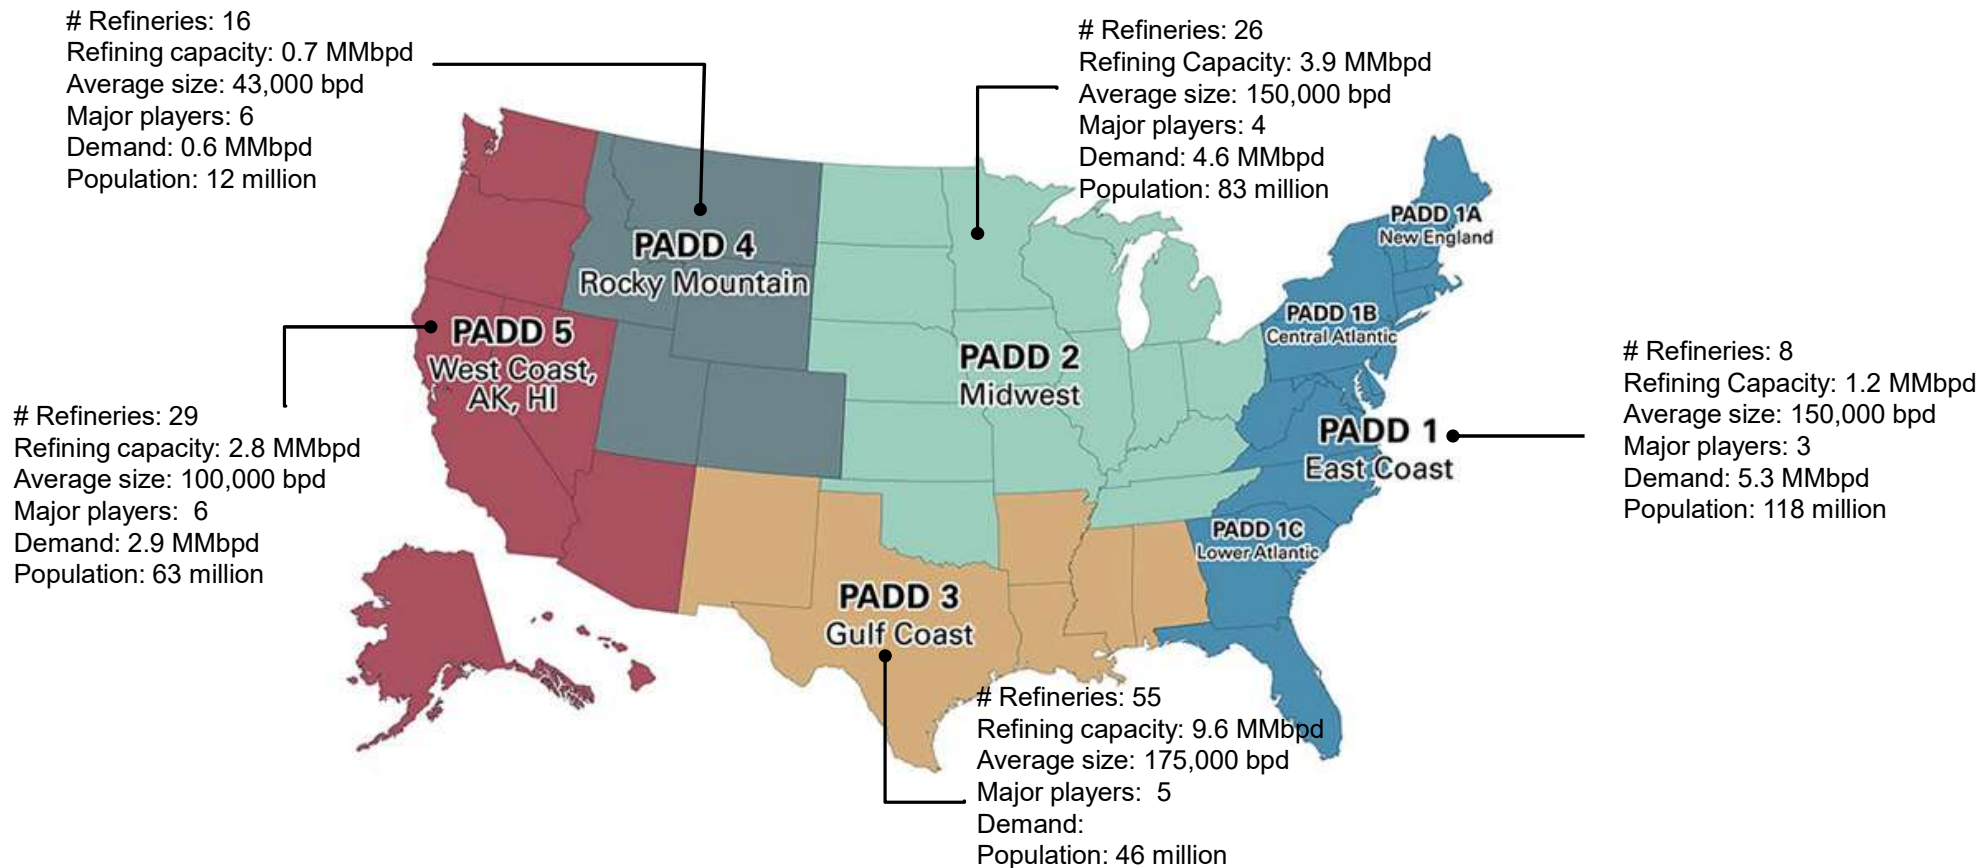 # Refineries: 16
Refining capacity: 0.7 MMbpd
Average size: 43,000 bpd
Major players: 6
Demand: 0.6 MMbpd
Population: 12 million
# Refineries: 26
Refining Capacity: 3.9 MMbpd
Average size: 150,000 bpd
Major players: 4
Demand: 4.6 MMbpd
Population: 83 million
PADD 1A
New England
PADD 4
Rocky Mountain
PADD 1B
Central Atlantic
PADD 5
West Coast,
AK, HI
PADD 2
Midwest
# Refineries: 8
Refining Capacity: 1.2 MMbpd
Average size: 150,000 bpd
Major players: 3
Demand: 5.3 MMbpd
Population: 118 million
PADD 1
East Coast
# Refineries: 29
Refining capacity: 2.8 MMbpd
Average size: 100,000 bpd
Major players:  6
Demand: 2.9 MMbpd
Population: 63 million
PADD 1C
Lower Atlantic
PADD 3
Gulf Coast
# Refineries: 55
Refining capacity: 9.6 MMbpd
Average size: 175,000 bpd
Major players:  5
Demand:
Population: 46 million